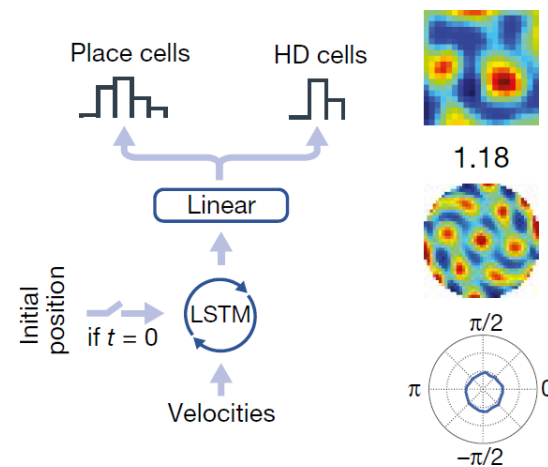 Place cells
HD cells
1.18
Linear
Initial
position
if t = 0
LSTM
Velocities
π/2
π
0
−π/2